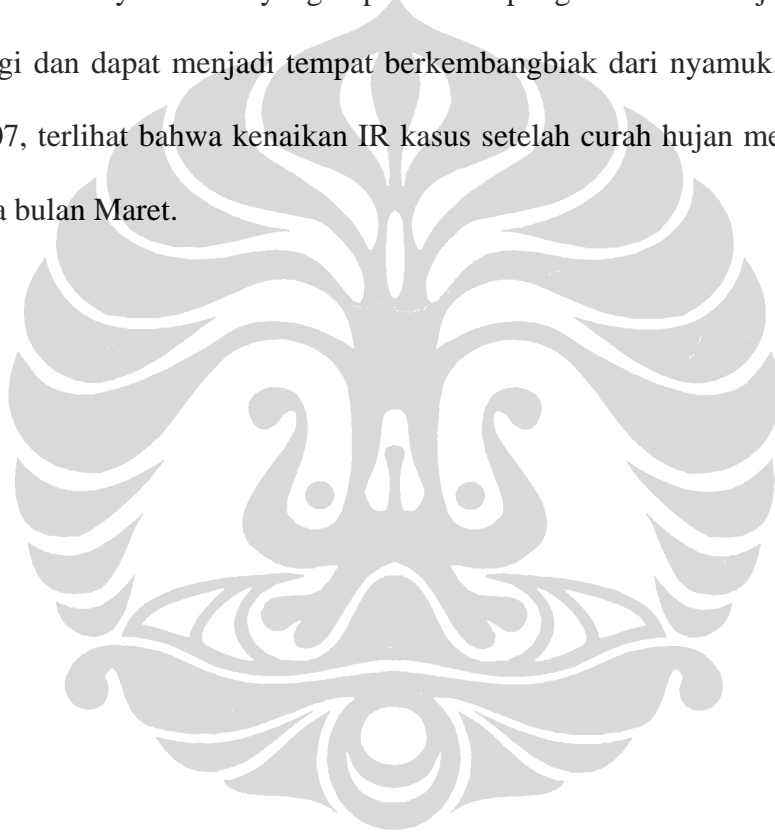 gi dan dapat menjadi tempat berkembangbiak dari nyamuk.
07, terlihat bahwa kenaikan IR kasus setelah curah hujan me
a bulan Maret.